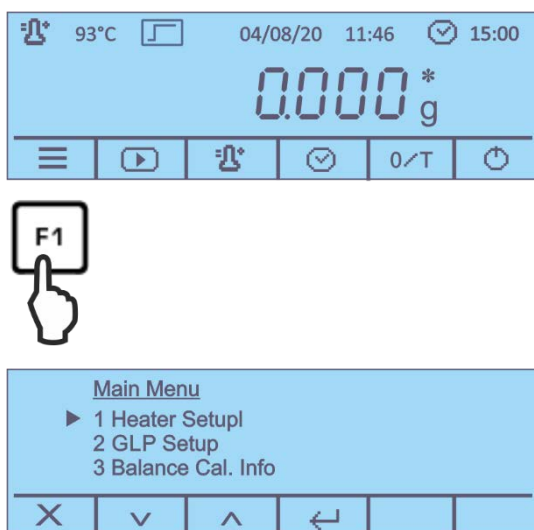 93°C 04/08/20 11:46 15:00
0.000 * g
0/T
F1
Main Menu
1 Heater Setupl
2 GLP Setup
3 Balance Cal. Info